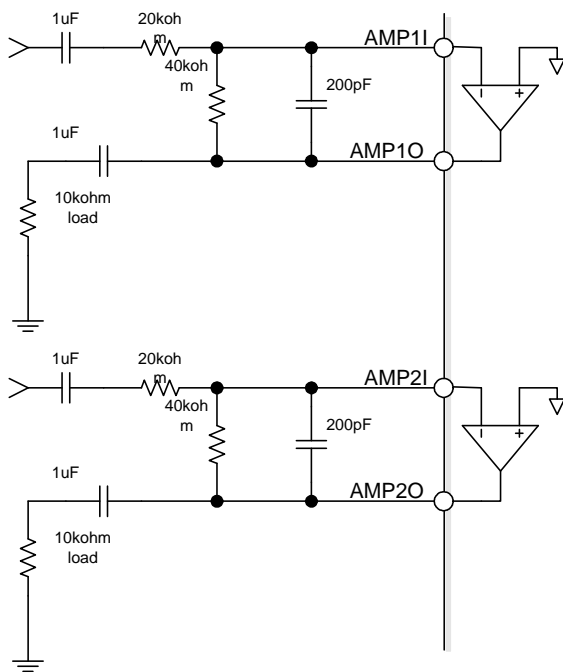 1uF
20koh
m
40koh
m
200pF
AMP1I
- +
1uF
AMP1O
10kohm
load
1uF
20koh
m
40koh
m
200pF
AMP2I
- +
1uF
AMP2O
10kohm
load